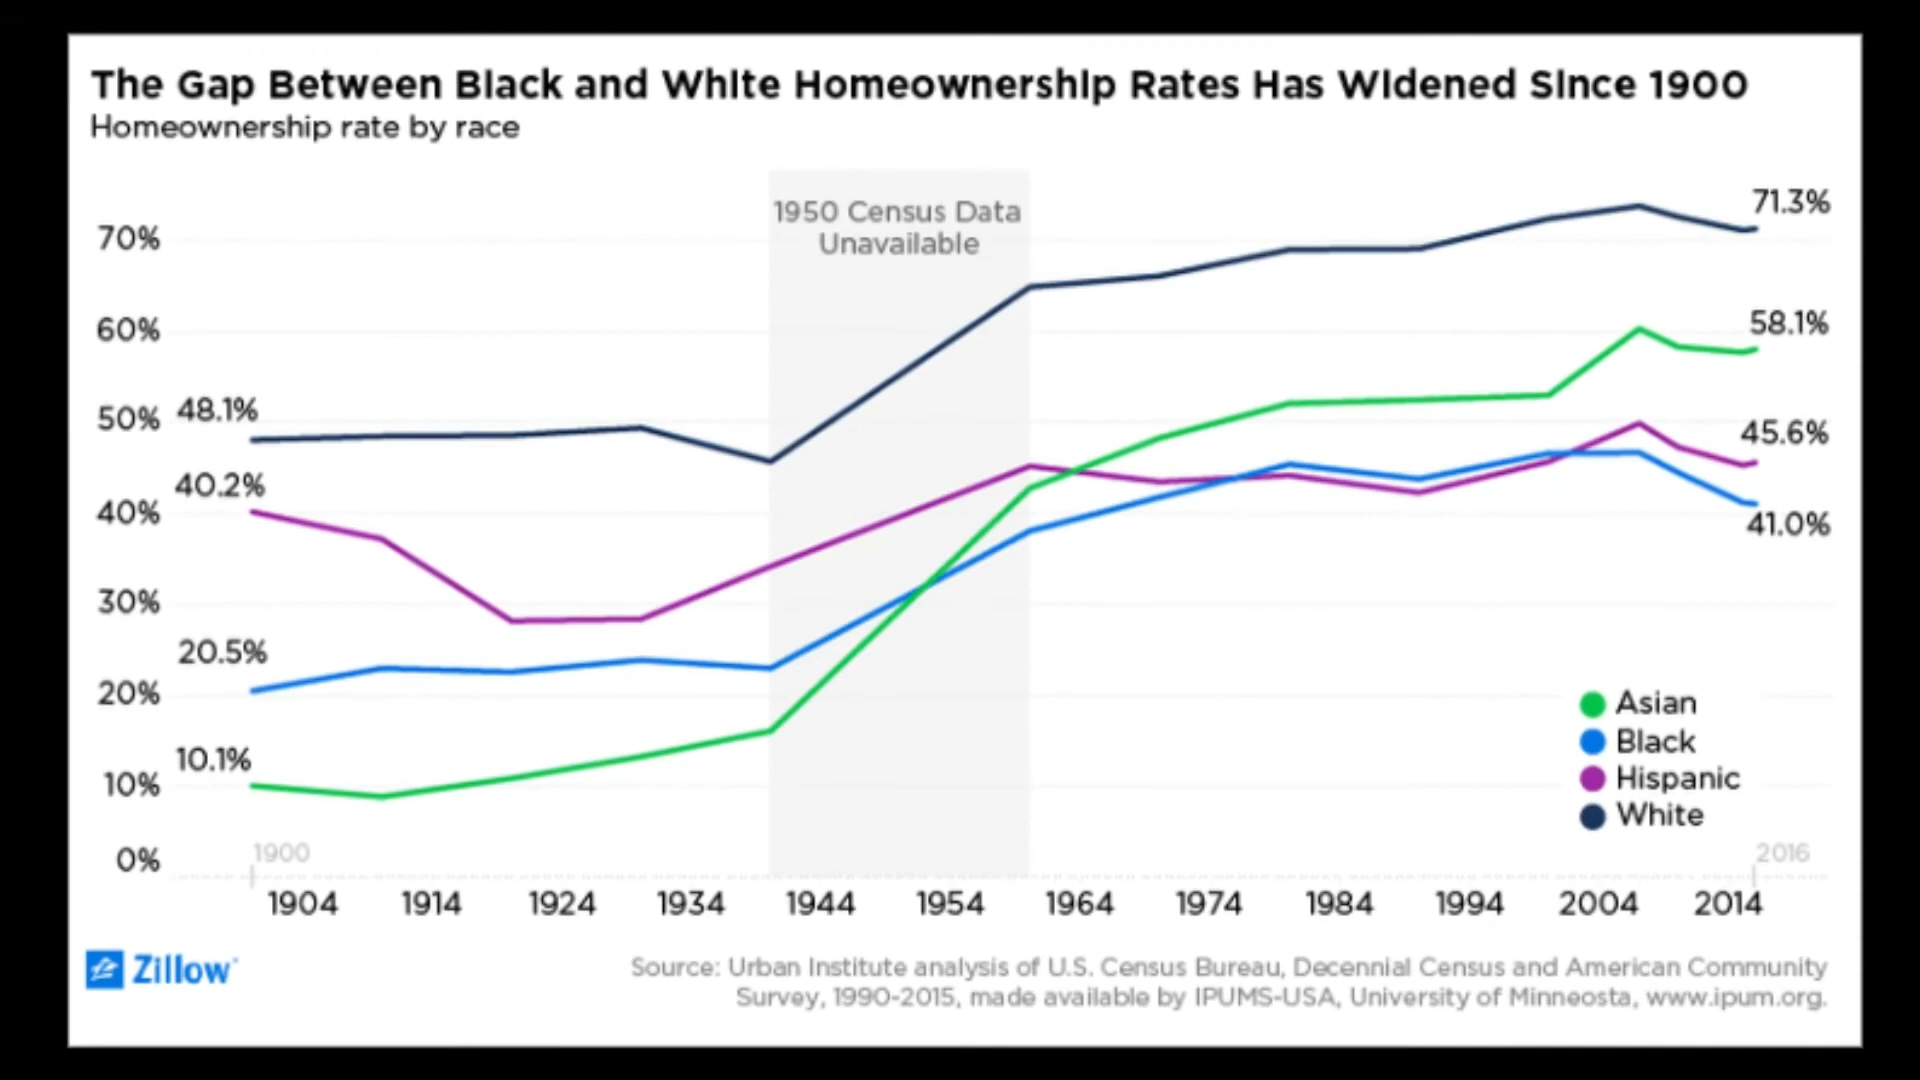 The Gap Between Black and White Homeownership Rates Has Widened Since 1900
Homeownership rate by race
1950 Census Data
Unavailable
71.3%
70%
60%
58.1%
50%
48.1%
45.6%
40.2%
40%
41.0%
30%
20.5%
20%
10.1%
10%
0%
Asian
Black
Hispanic
White
1900
2016
1904 1914 1924 1934 1944 1954 1964 1974 1984 1994 2004 2014
Zillow
Source: Urban Institute analysis of U.S. Census Bureau, Decennial Census and American Community
Survey, 1990-2015, made available by IPUMS-USA, University of Minneosta, www.ipum.org.